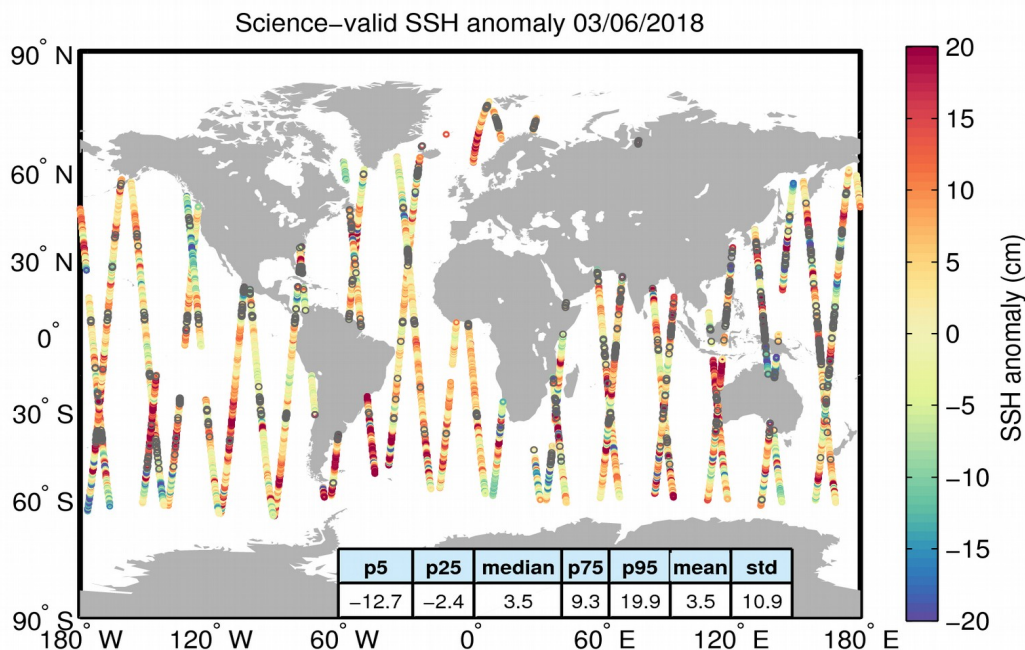 Science−valid SSH anomaly 03/06/2018
90° N
60° N
30° N
0°
30° S
60° S
90° S
180° W
120° W
60° W
0°
60° E
120° E
180° E
p5 p25 median p75 p95 mean std
−12.7 −2.4 3.5 9.3 19.9 3.5 10.9
20
15
10
5
0
−5
−10
−15
−20
SSH anomaly (cm)